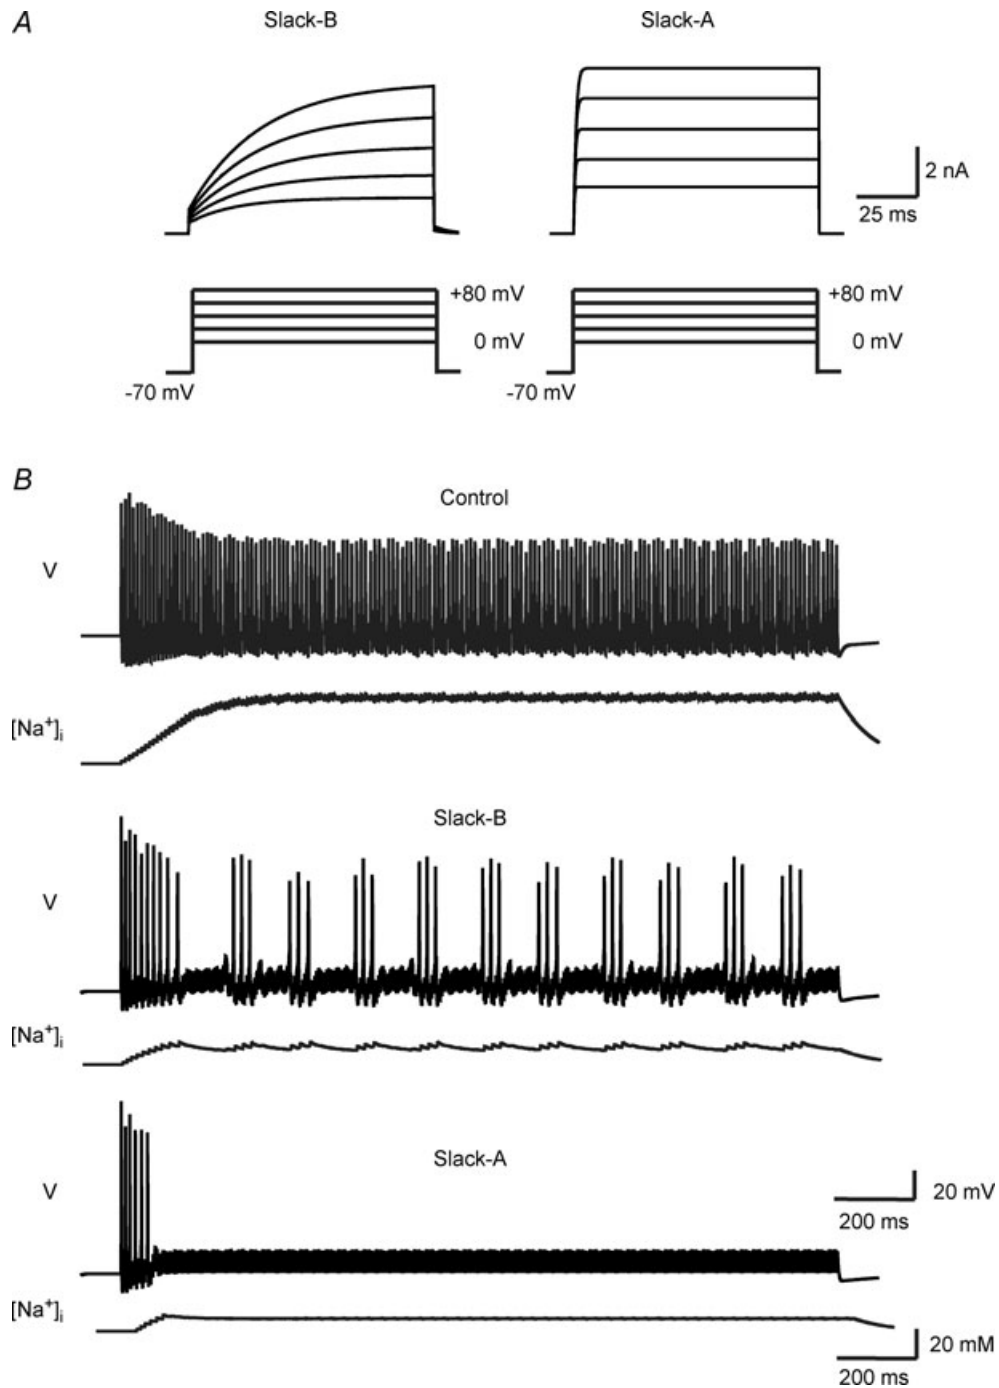 A
Slack-B
Slack-A
2 nA
25 ms
+80 mV
0 mV
-70 mV
+80 mV
0 mV
-70 mV
B
Control
V
[Na⁺]ᵢ
Slack-B
V
[Na⁺]ᵢ
Slack-A
V
20 mV
200 ms
[Na⁺]ᵢ
20 mM
200 ms